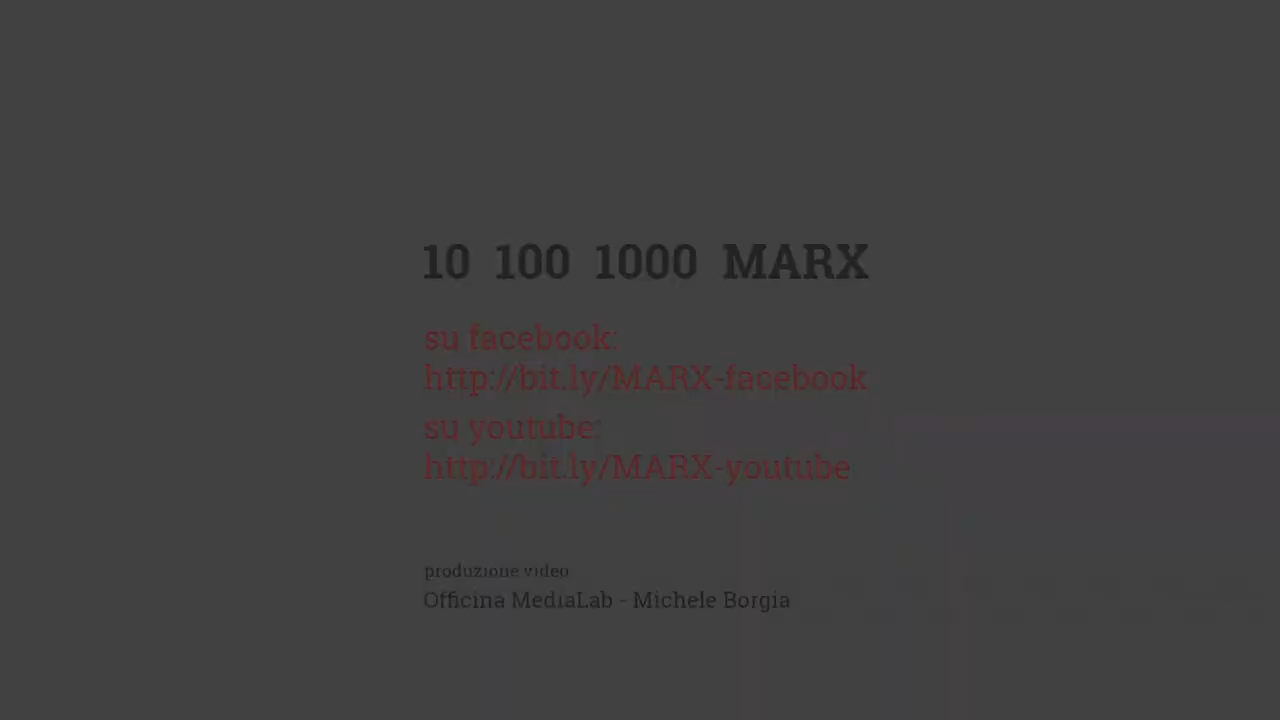 10 100 1000 MARX
su facebook:
http://bit.ly/MARX-facebook
su youtube:
http://bit.ly/MARX-youtube
produzione video
Officina MediaLab - Michele Borgia